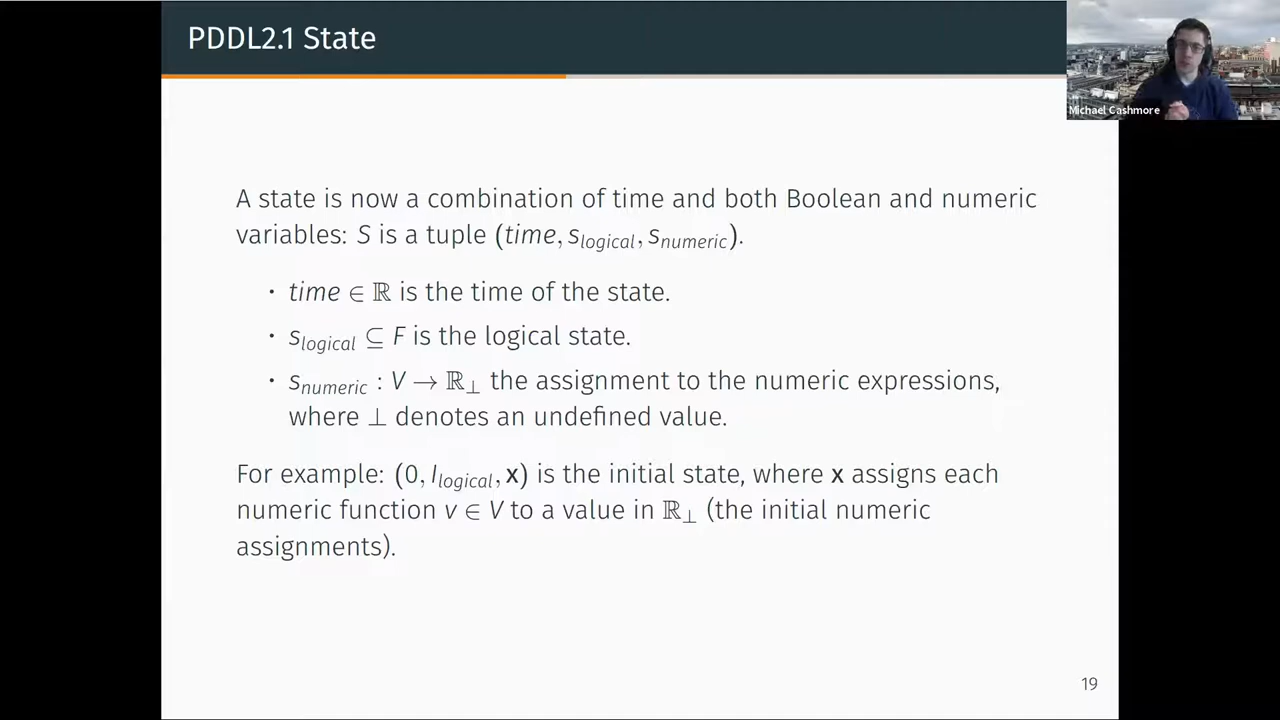 PDDL2.1 State
Michael Cashmore
A state is now a combination of time and both Boolean and numeric
variables: S is a tuple (time, s_logical, s_numeric).
· time ∈ ℝ is the time of the state.
· s_logical ⊆ F is the logical state.
· s_numeric : V → ℝ_⊥ the assignment to the numeric expressions,
where ⊥ denotes an undefined value.
For example: (0, I_logical, x) is the initial state, where x assigns each
numeric function v ∈ V to a value in ℝ_⊥ (the initial numeric
assignments).
19